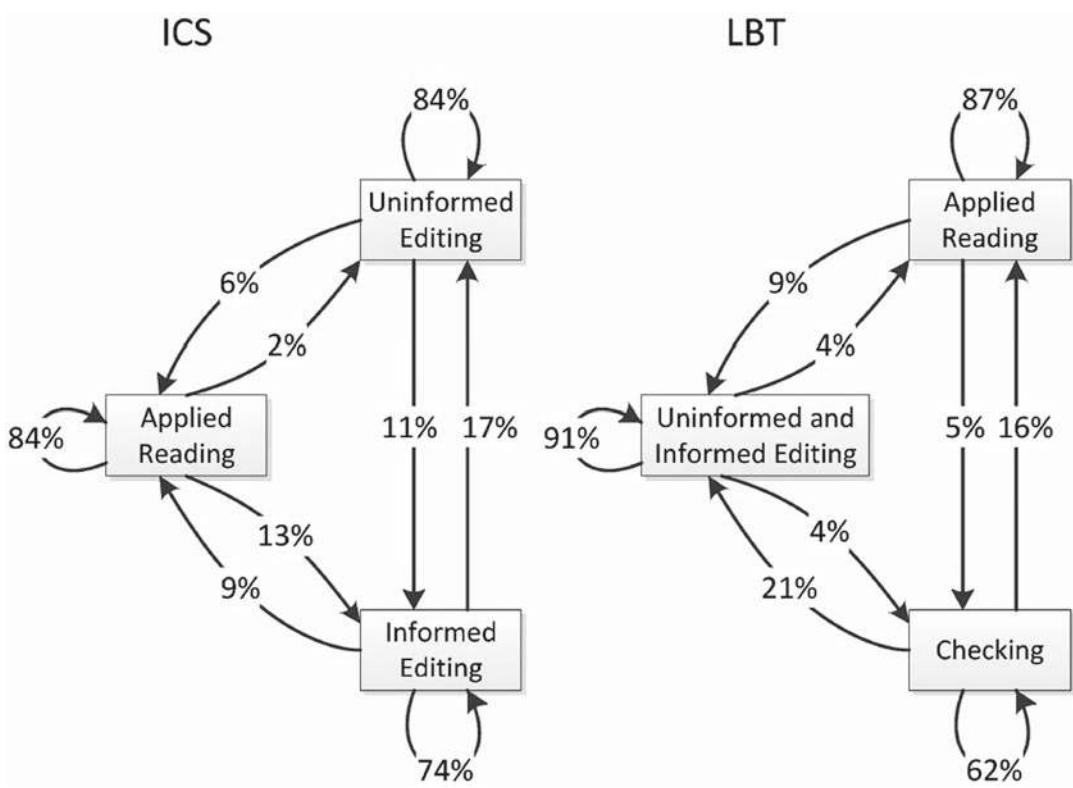 ICS
LBT
84%
Uninformed
Editing
6%
2%
Applied
Reading
84%
11%
17%
13%
9%
Informed
Editing
74%
87%
Applied
Reading
9%
4%
Uninformed and
Informed Editing
91%
5%
16%
4%
21%
Checking
62%